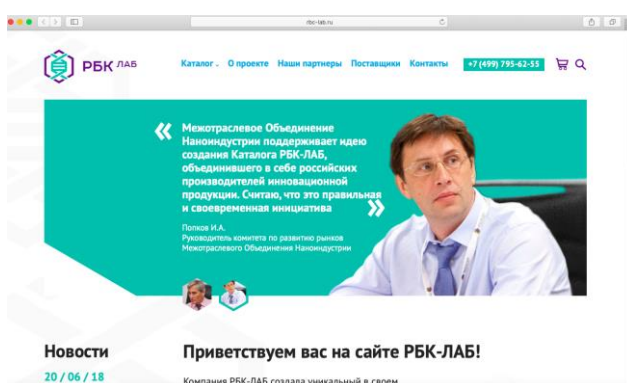 rbc-lab.ru
РБК ЛАБ
Каталог
О проекте
Наши партнеры
Поставщики
Контакты
+7 (499) 795-62-55
« Межотраслевое Объединение
Наноиндустрии поддерживает идею
создания Каталога РБК-ЛАБ,
объединившего в себе российских
производителей инновационной
продукции. Считаю, что это правильная
и своевременная инициатива »
Попков И.А.
Руководитель комитета по развитию рынков
Межотраслевого Объединения Наноиндустрии
Новости
20 / 06 / 18
Приветствуем вас на сайте РБК-ЛАБ!
Компания РБК-ЛАБ создала уникальный в своем